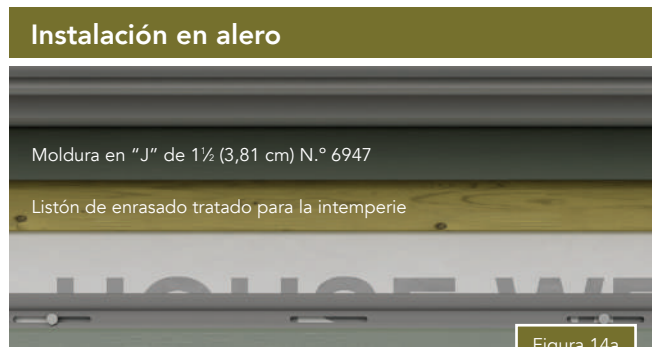 Instalación en alero
Moldura en “J” de 1½ (3,81 cm) N.º 6947
Listón de enrasado tratado para la intemperie
HOUSE
Figura 14a